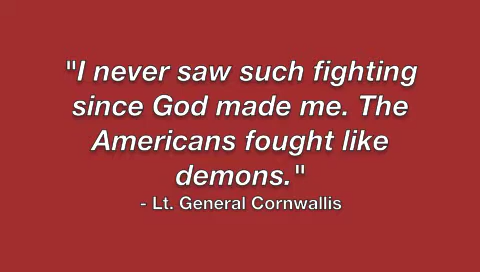 "I never saw such fighting
since God made me. The
Americans fought like
demons."
- Lt. General Cornwallis